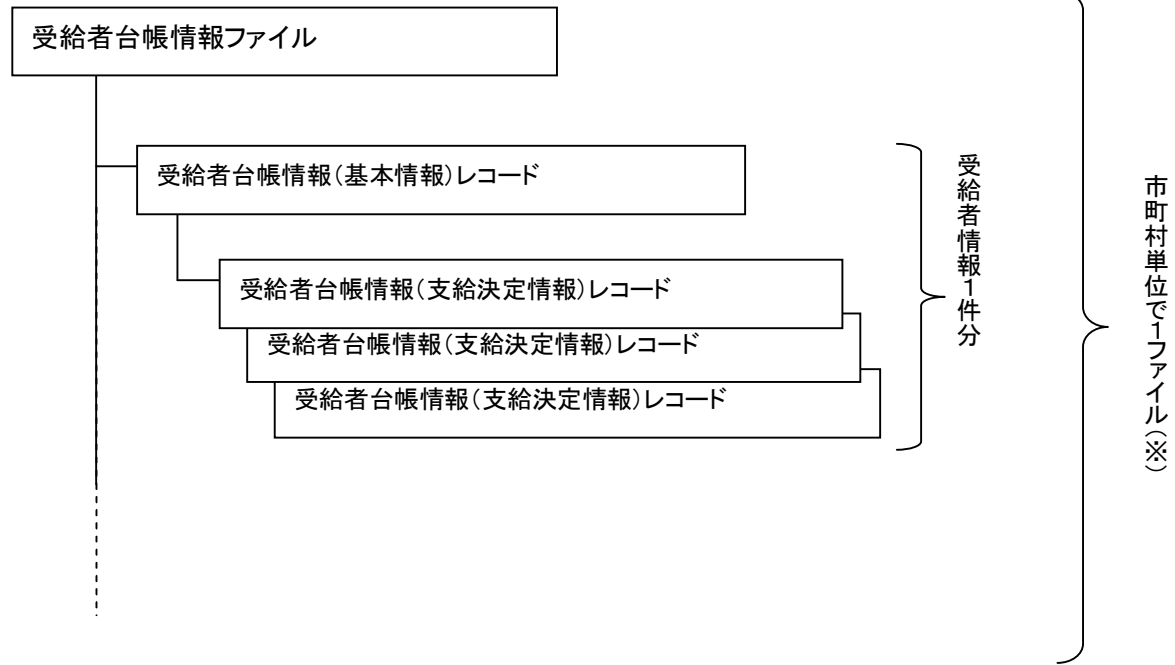 受給者台帳情報ファイル
受給者台帳情報(基本情報)レコード
受給者台帳情報(支給決定情報)レコード
受給者台帳情報(支給決定情報)レコード
受給者台帳情報(支給決定情報)レコード
受給者情報1件分
市町村単位で1ファイル(※)